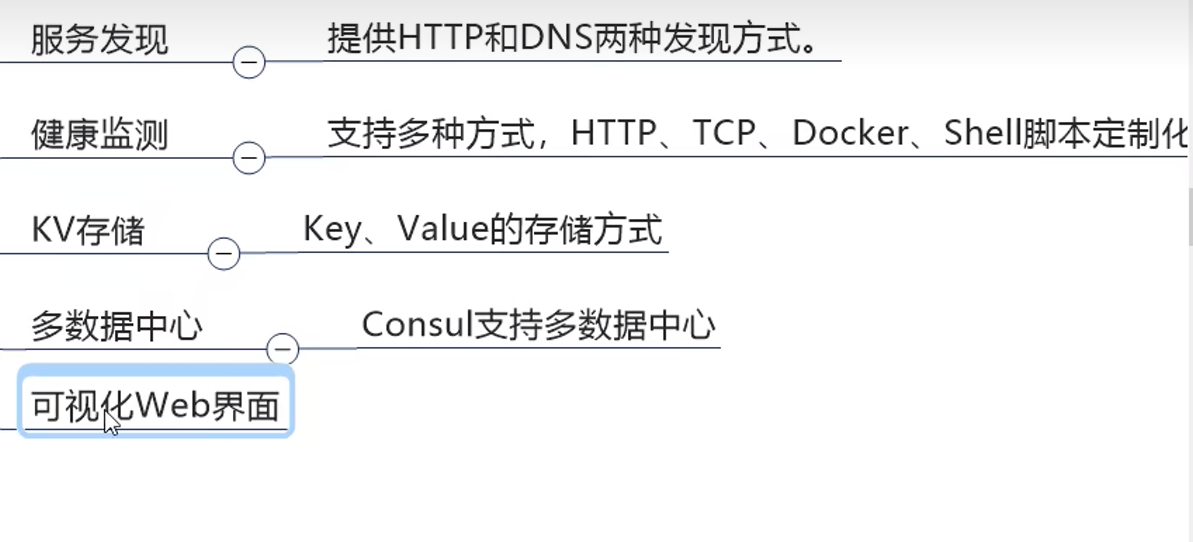 服务发现 提供HTTP和DNS两种发现方式。
健康监测 支持多种方式，HTTP、TCP、Docker、Shell脚本定制化
KV存储 Key、Value的存储方式
多数据中心 Consul支持多数据中心
可视化Web界面